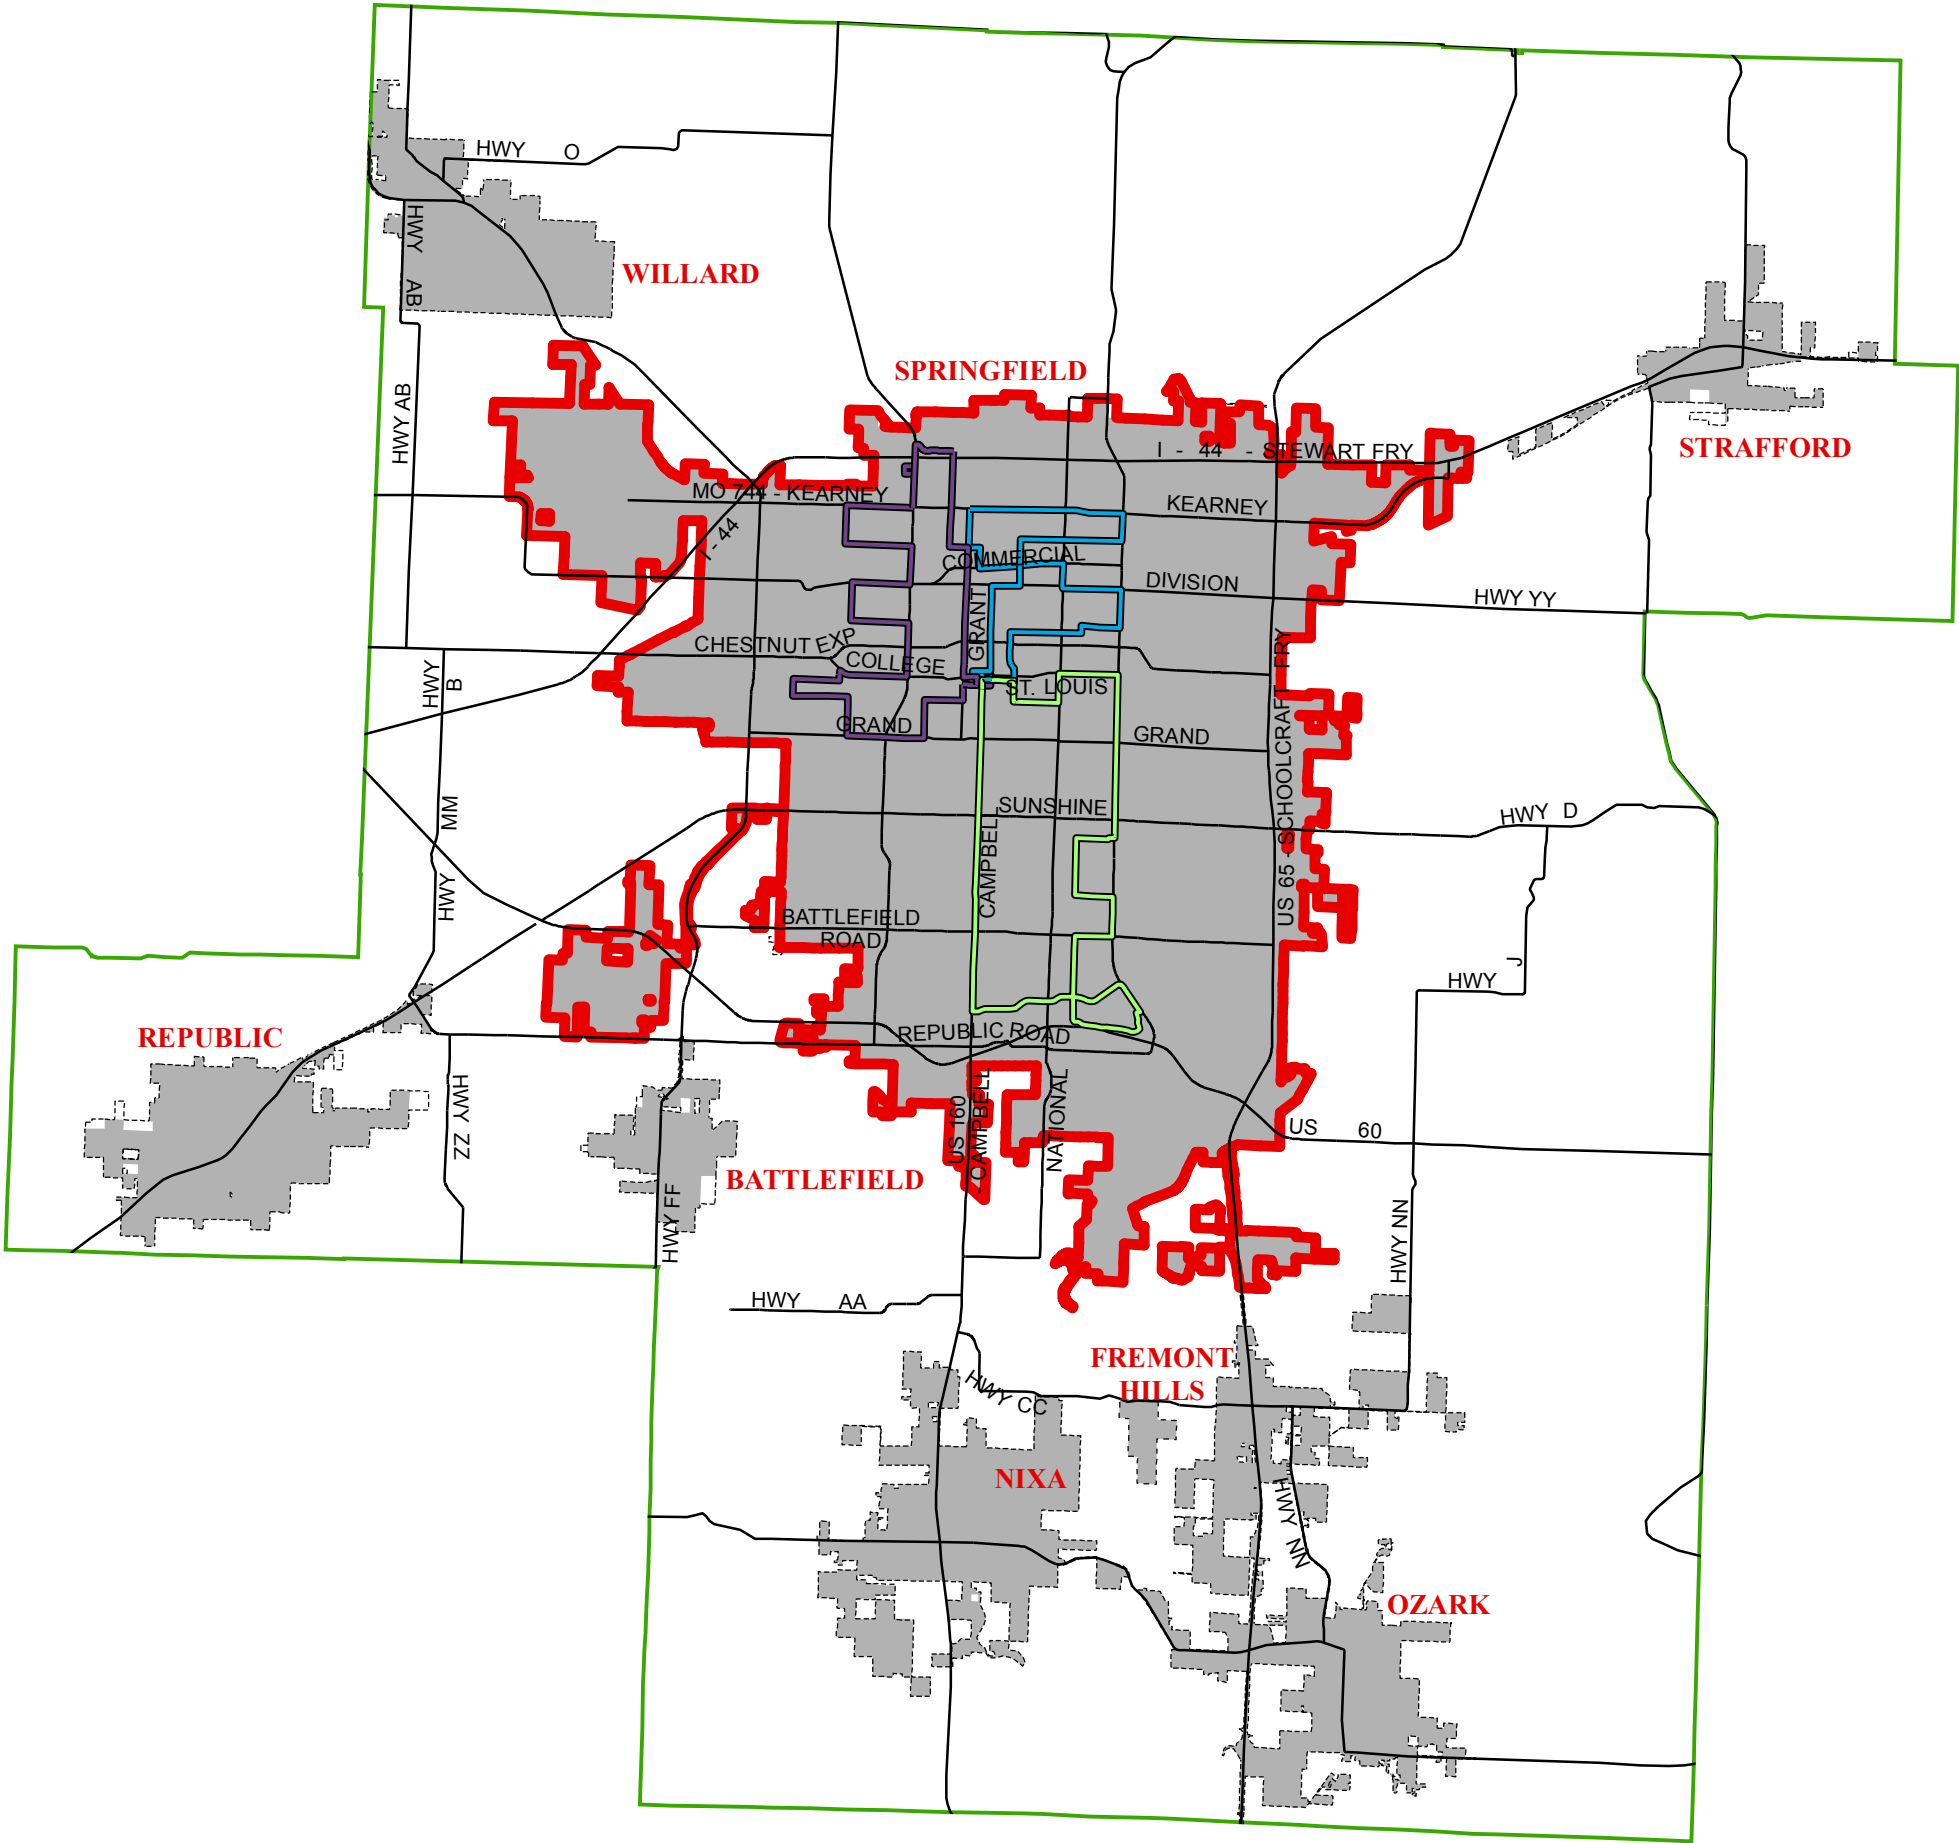 HWY O
HWY AB
WILLARD
SPRINGFIELD
STRAFFORD
HWY AB
I - 44 - STEWART FRY
MO 744 - KEARNEY
KEARNEY
I - 44
COMMERCIAL
DIVISION
HWY YY
GRANT
CHESTNUT EXP
COLLEGE
ST. LOUIS
HWY B
GRAND
GRAND
US 65 - SCHOOLCRAFT FRY
SUNSHINE
CAMPBELL
HWY D
HWY MM
BATTLEFIELD
ROAD
HWY J
REPUBLIC
REPUBLIC ROAD
HWY ZZ
US 160
- CAMPBELL
NATIONAL
US 60
BATTLEFIELD
HWY FF
HWY NN
HWY AA
FREMONT
HILLS
HWY CC
NIXA
HWY NN
OZARK